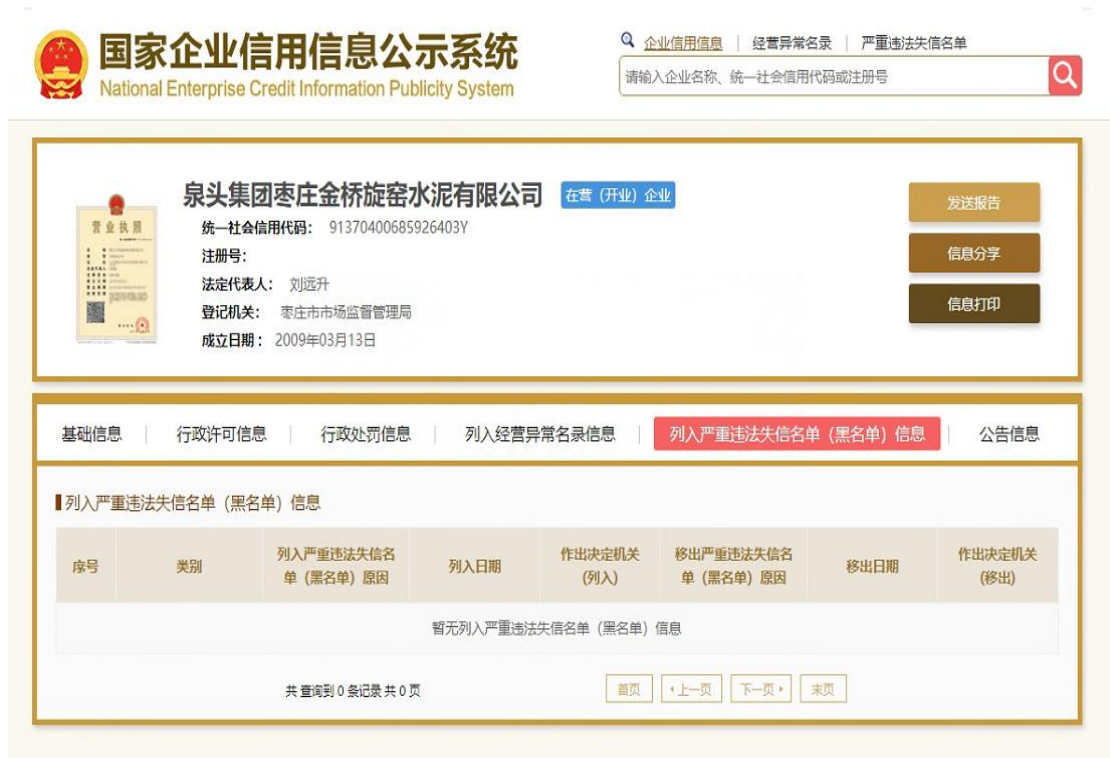 国家企业信用信息公示系统
National Enterprise Credit Information Publicity System
企业信用信息 | 经营异常名录 | 严重违法失信名单
请输入企业名称、统一社会信用代码或注册号
泉头集团枣庄金桥旋窑水泥有限公司 在营（开业）企业
统一社会信用代码： 91370400685926403Y
注册号：
法定代表人： 刘远升
登记机关： 枣庄市市场监督管理局
成立日期： 2009年03月13日
营业执照
发送报告
信息分享
信息打印
基础信息 | 行政许可信息 | 行政处罚信息 | 列入经营异常名录信息 | 列入严重违法失信名单（黑名单）信息 | 公告信息
列入严重违法失信名单（黑名单）信息
序号 类别 列入严重违法失信名单（黑名单）原因 列入日期 作出决定机关(列入) 移出严重违法失信名单（黑名单）原因 移出日期 作出决定机关(移出)
暂无列入严重违法失信名单（黑名单）信息
共 查询到 0 条记录 共 0 页 首页 上一页 下一页 末页